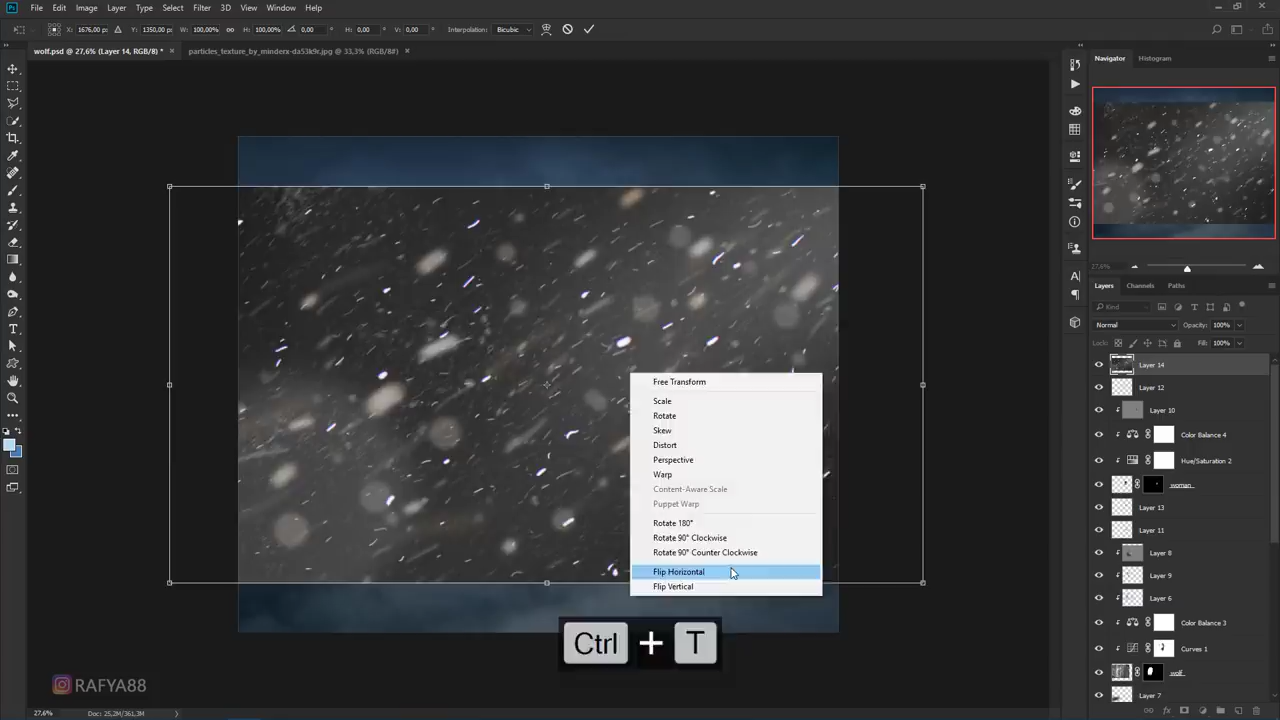 Ps File Edit Image Layer Type Select Filter 3D View Window Help
X: 1676,00 px Y: 1350,00 px W: 100,00% H: 100,00% 0,00 ° H: 0,00 ° V: 0,00 ° Interpolation: Bicubic
wolf.psd @ 27,6% (Layer 14, RGB/8) * × particles_texture_by_minderx-da53k9r.jpg @ 33,3% (RGB/8#) ×
Navigator Histogram
27,6%
Layers Channels Paths
Kind
Normal Opacity: 100%
Lock: Fill: 100%
Layer 14
Layer 12
Layer 10
Color Balance 4
Hue/Saturation 2
woman
Layer 13
Layer 11
Layer 8
Layer 9
Layer 6
Color Balance 3
Curves 1
wolf
Layer 7
Free Transform
Scale
Rotate
Skew
Distort
Perspective
Warp
Content-Aware Scale
Puppet Warp
Rotate 180°
Rotate 90° Clockwise
Rotate 90° Counter Clockwise
Flip Horizontal
Flip Vertical
Ctrl + T
RAFYA88
27,6% Doc: 25,2M/361,3M